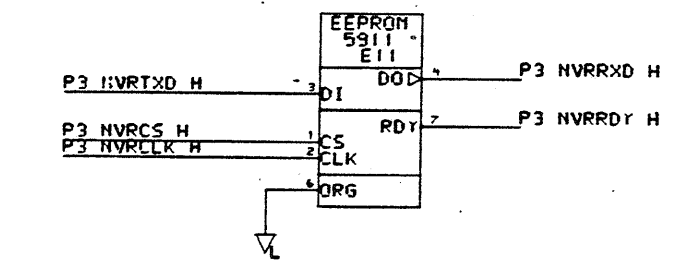 EEPROM
5911
E11
P3 NVRTXD H
3
DI
DO
4
P3 NVRRXD H
P3 NVRCS H
1
CS
RDY
7
P3 NVRRDY H
P3 NVRCLK H
2
CLK
6
ORG
L